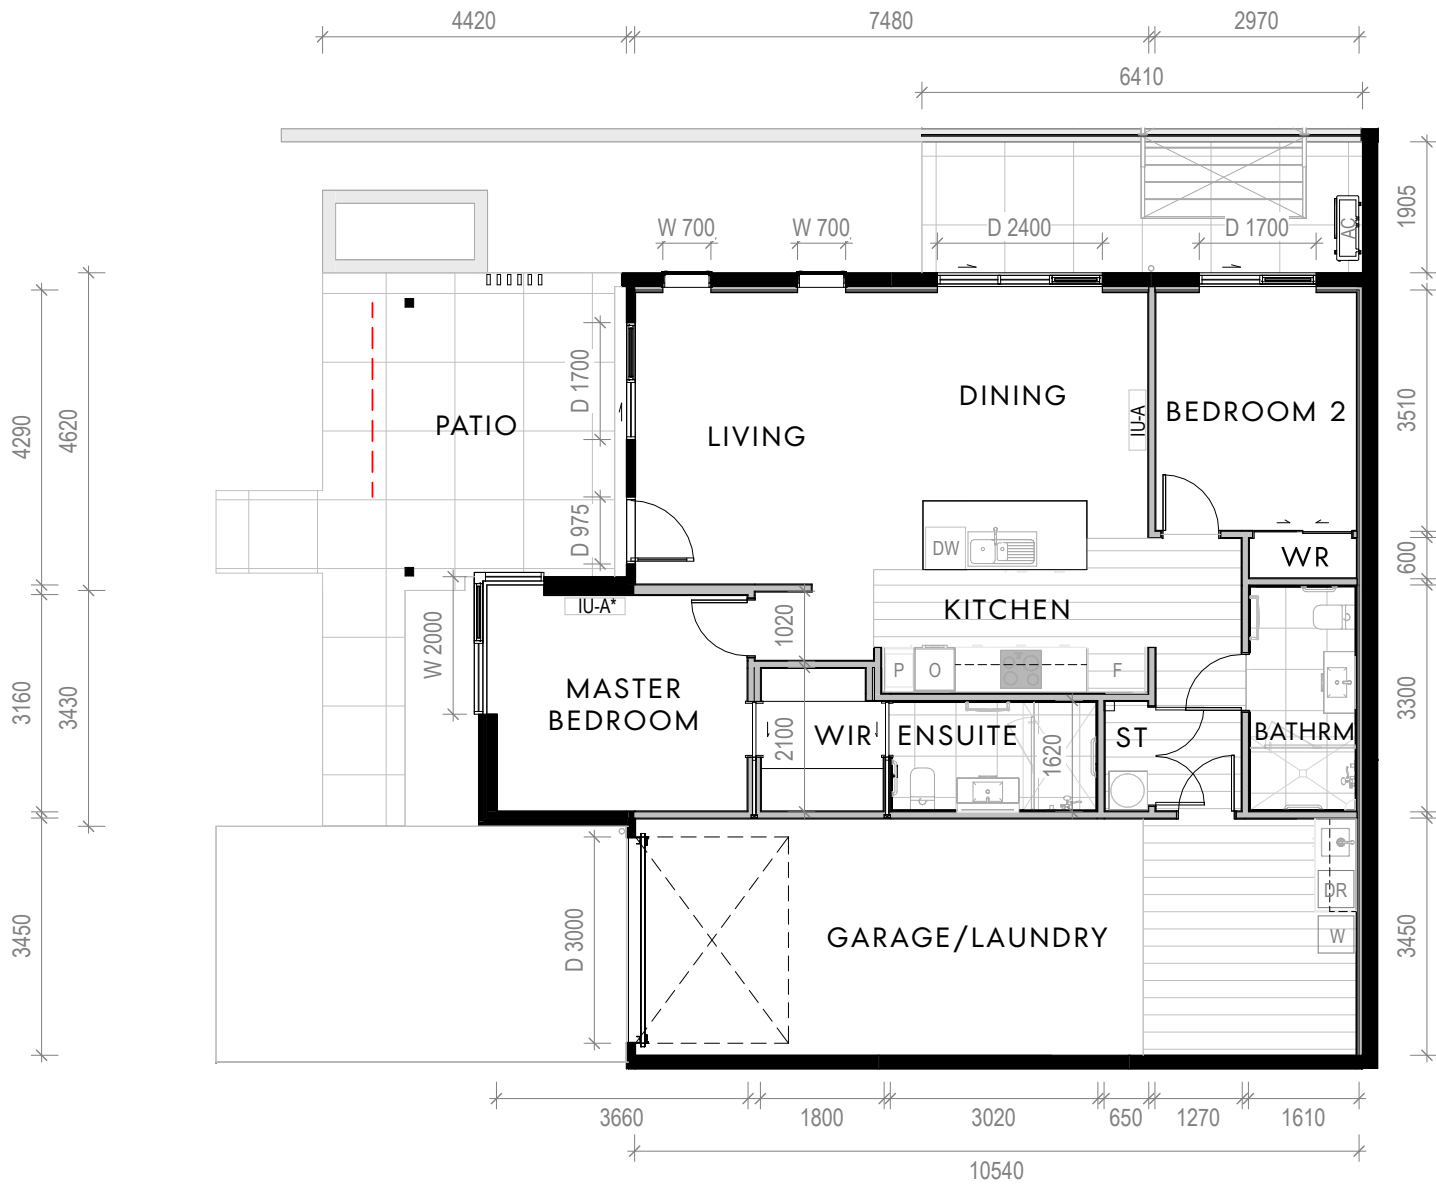 4420
7480
2970
6410
1905
W 700
W 700
D 2400
D 1700
AC
4290
4620
D 1700
PATIO
LIVING
DINING
IU-A
BEDROOM 2
3510
D 975
DW
WR
600
IU-A*
KITCHEN
W 2000
1020
3160
3430
P
O
F
3300
MASTER
BEDROOM
2100
WIR
ENSUITE
1620
ST
BATHRM
3450
D 3000
GARAGE/LAUNDRY
DR
W
3450
3660
1800
3020
650
1270
1610
10540